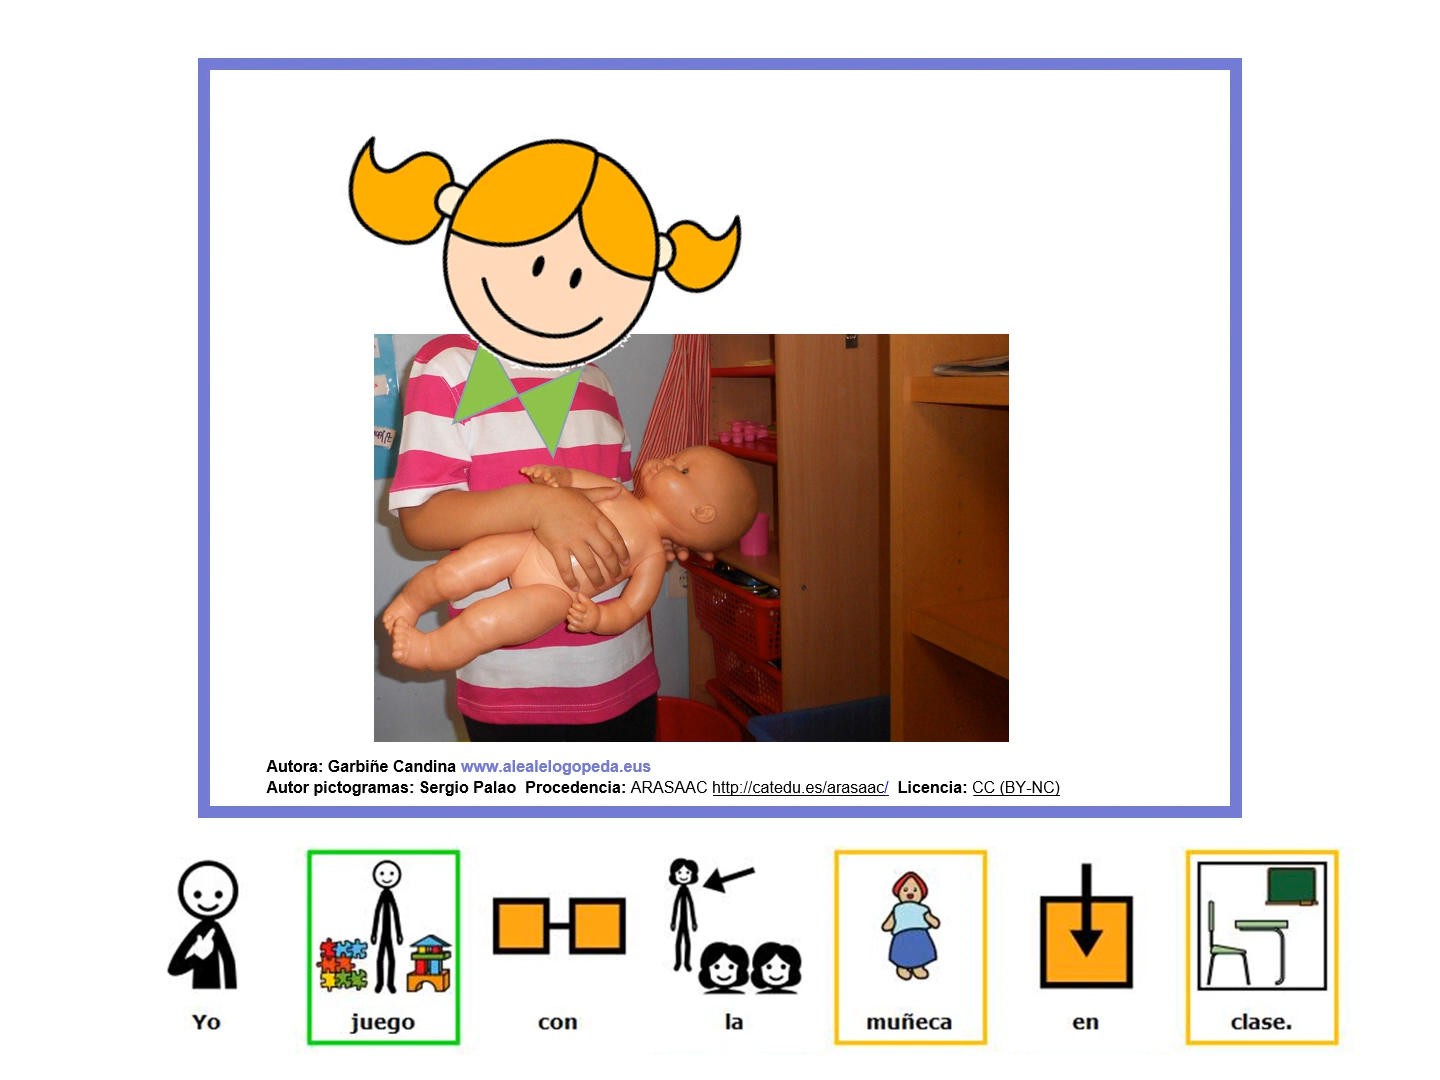 Autora: Garbiñe Candina www.alealelogopeda.eus
Autor pictogramas: Sergio Palao Procedencia: ARASAAC http://catedu.es/arasaac/ Licencia: CC (BY-NC)
Yo juego con la muñeca en clase.